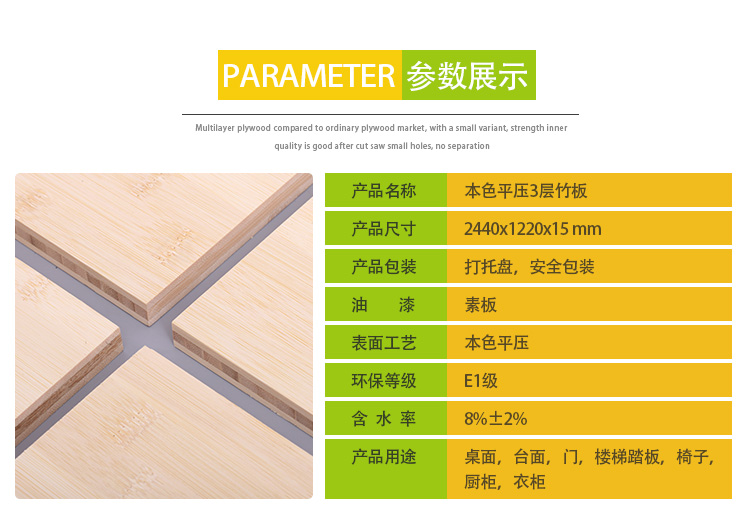 PARAMETER 参数展示
Multilayer plywood compared to ordinary plywood market, with a small variant, strength inner
quality is good after cut saw small holes, no separation
产品名称 本色平压3层竹板
产品尺寸 2440x1220x15 mm
产品包装 打托盘，安全包装
油 漆 素板
表面工艺 本色平压
环保等级 E1级
含 水 率 8%±2%
产品用途 桌面，台面，门，楼梯踏板，椅子，
厨柜，衣柜